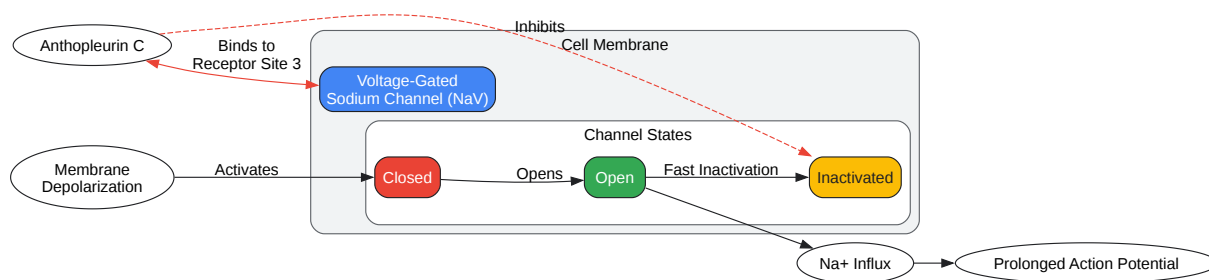 Inhibits
Anthopleurin C
Binds to
Receptor Site 3
Cell Membrane
Voltage-Gated
Sodium Channel (NaV)
Channel States
Membrane
Depolarization
Activates
Closed
Opens
Open
Fast Inactivation
Inactivated
Na+ Influx
Prolonged Action Potential